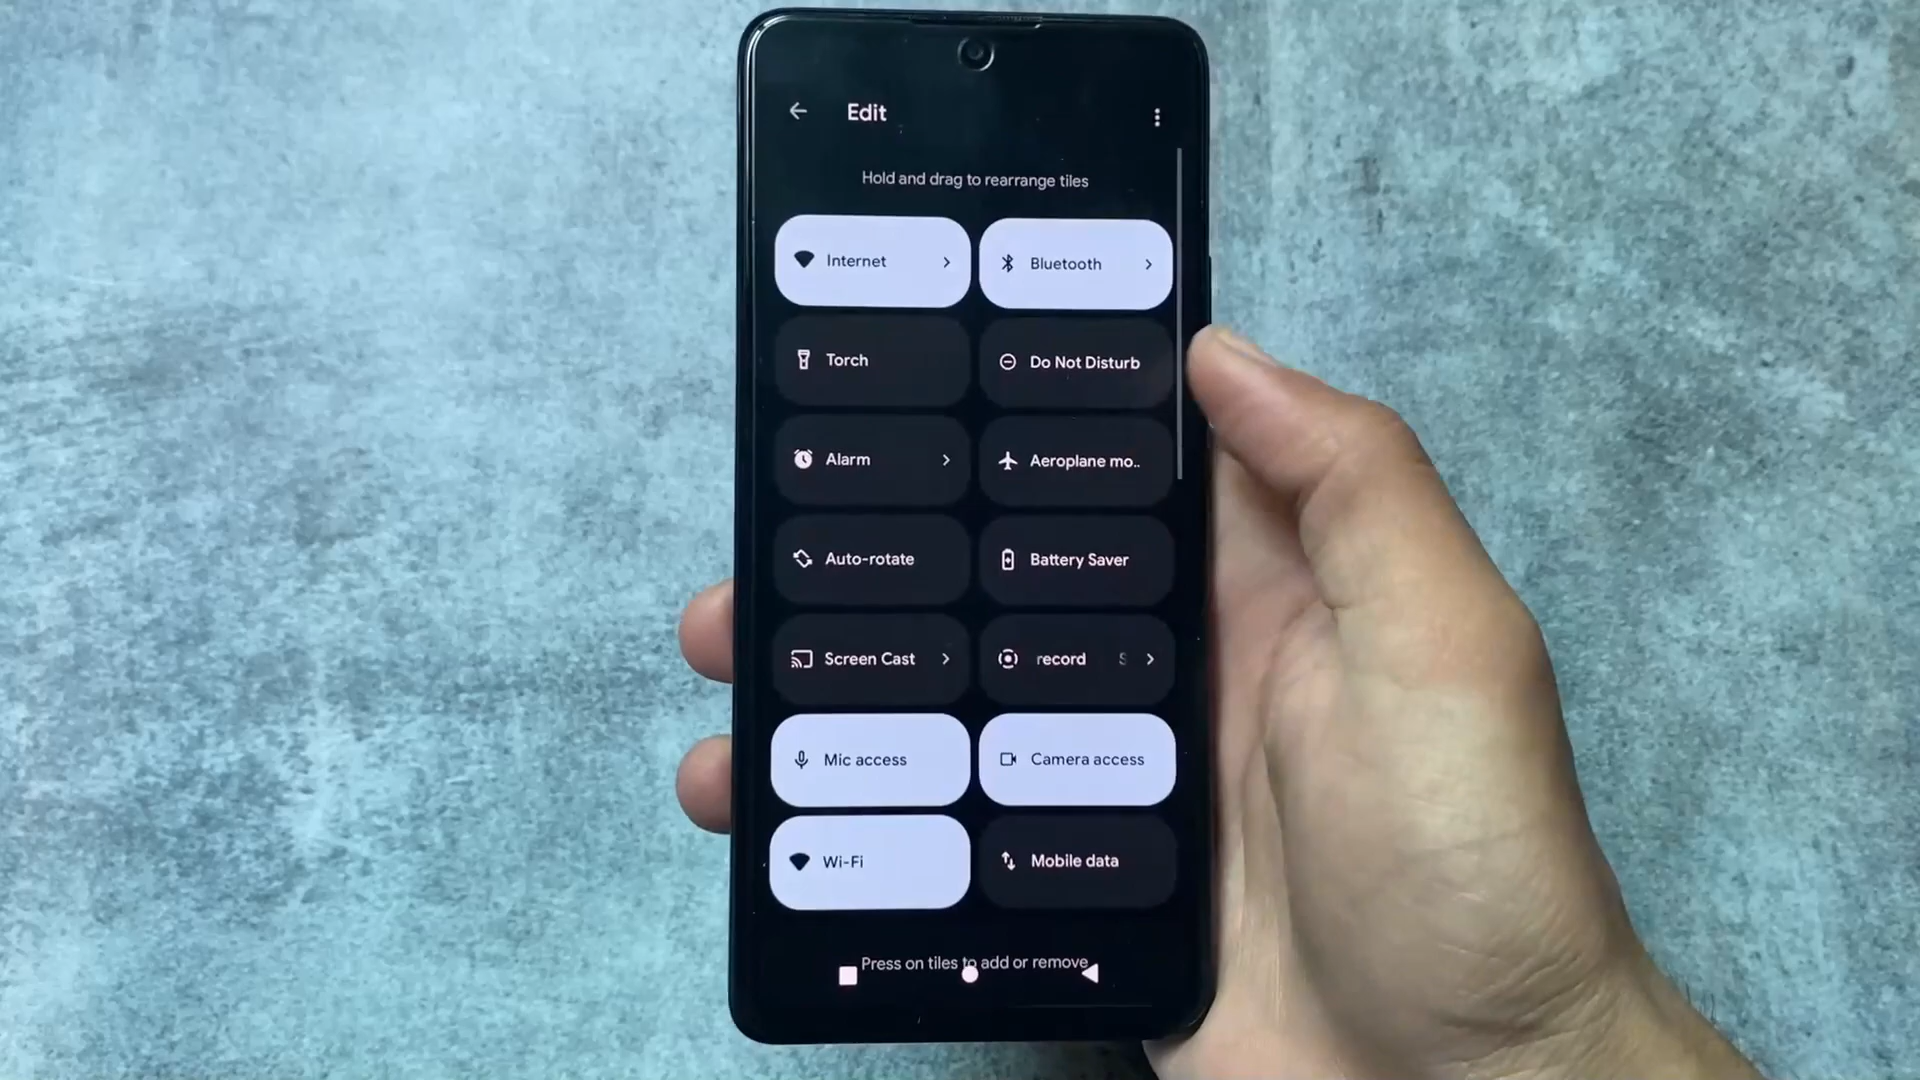 Edit
Hold and drag to rearrange tiles
Internet
Bluetooth
Torch
Do Not Disturb
Alarm
Aeroplane mo..
Auto-rotate
Battery Saver
Screen Cast
record S
Mic access
Camera access
Wi-Fi
Mobile data
Press on tiles to add or remove